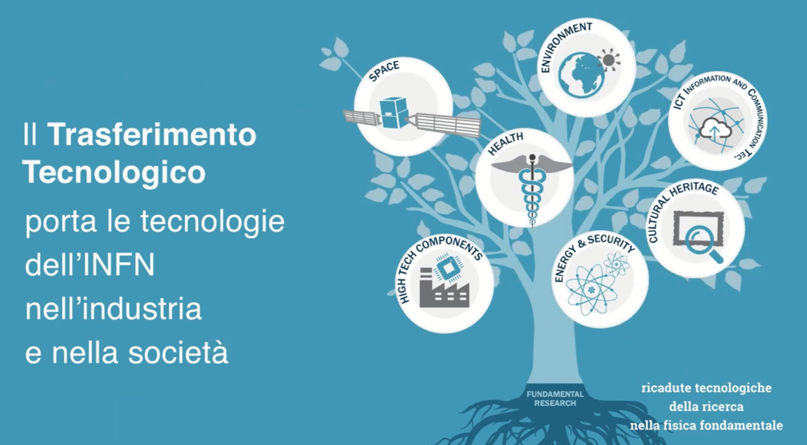 Il Trasferimento
Tecnologico
porta le tecnologie
dell'INFN
nell'industria
e nella società
SPACE
ENVIRONMENT
ICT INFORMATION AND COMMUNICATION TEC.
HEALTH
CULTURAL HERITAGE
HIGH TECH COMPONENTS
ENERGY & SECURITY
FUNDAMENTAL
RESEARCH
ricadute tecnologiche
della ricerca
nella fisica fondamentale